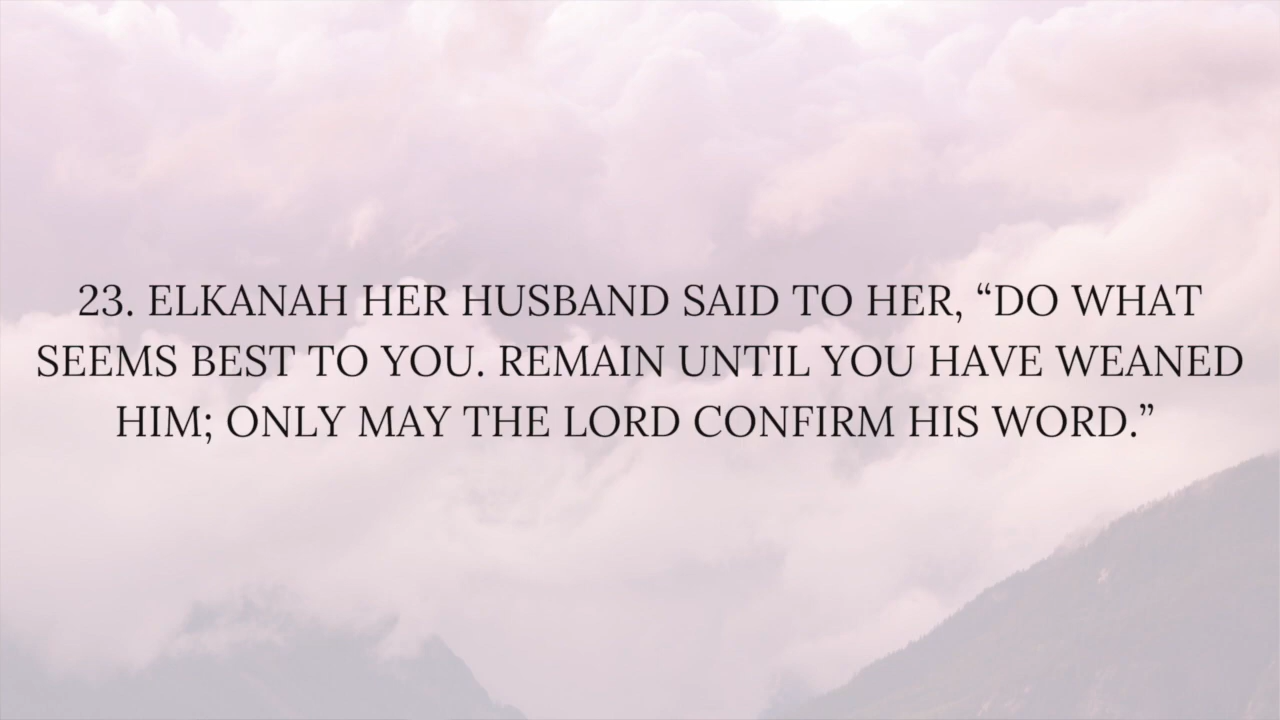 23. ELKANAH HER HUSBAND SAID TO HER, “DO WHAT
SEEMS BEST TO YOU. REMAIN UNTIL YOU HAVE WEANED
HIM; ONLY MAY THE LORD CONFIRM HIS WORD.”